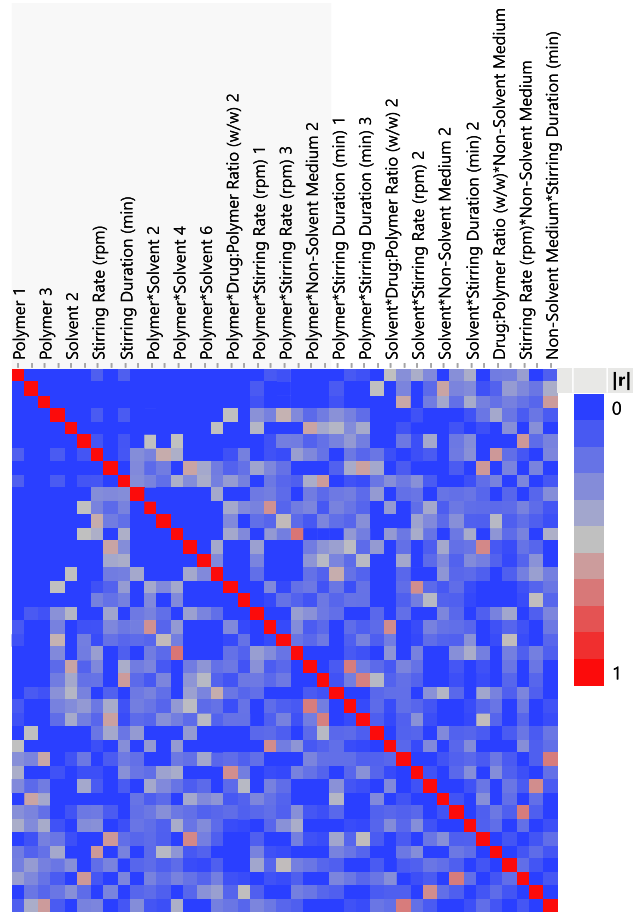 Polymer 1
Polymer 3
Solvent 2
Stirring Rate (rpm)
Stirring Duration (min)
Polymer*Solvent 2
Polymer*Solvent 4
Polymer*Solvent 6
Polymer*Drug:Polymer Ratio (w/w) 2
Polymer*Stirring Rate (rpm) 1
Polymer*Stirring Rate (rpm) 3
Polymer*Non-Solvent Medium 2
Polymer*Stirring Duration (min) 1
Polymer*Stirring Duration (min) 3
Solvent*Drug:Polymer Ratio (w/w) 2
Solvent*Stirring Rate (rpm) 2
Solvent*Non-Solvent Medium 2
Solvent*Stirring Duration (min) 2
Drug:Polymer Ratio (w/w)*Non-Solvent Medium
Stirring Rate (rpm)*Non-Solvent Medium
Non-Solvent Medium*Stirring Duration (min)
|r|
0
1